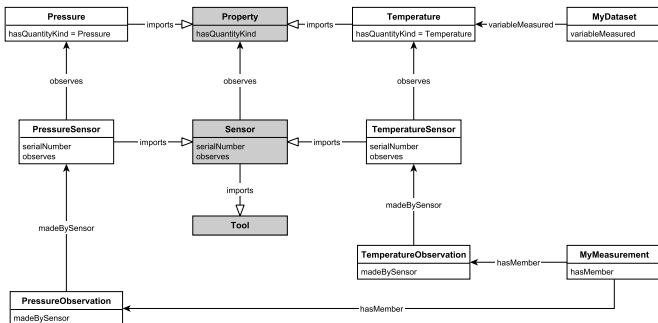 Pressure
hasQuantityKind = Pressure
imports
Property
hasQuantityKind
imports
Temperature
hasQuantityKind = Temperature
variableMeasured
MyDataset
variableMeasured
observes
observes
observes
PressureSensor
serialNumber
observes
imports
Sensor
serialNumber
observes
imports
TemperatureSensor
serialNumber
observes
imports
Tool
madeBySensor
madeBySensor
TemperatureObservation
madeBySensor
hasMember
MyMeasurement
hasMember
PressureObservation
madeBySensor
hasMember